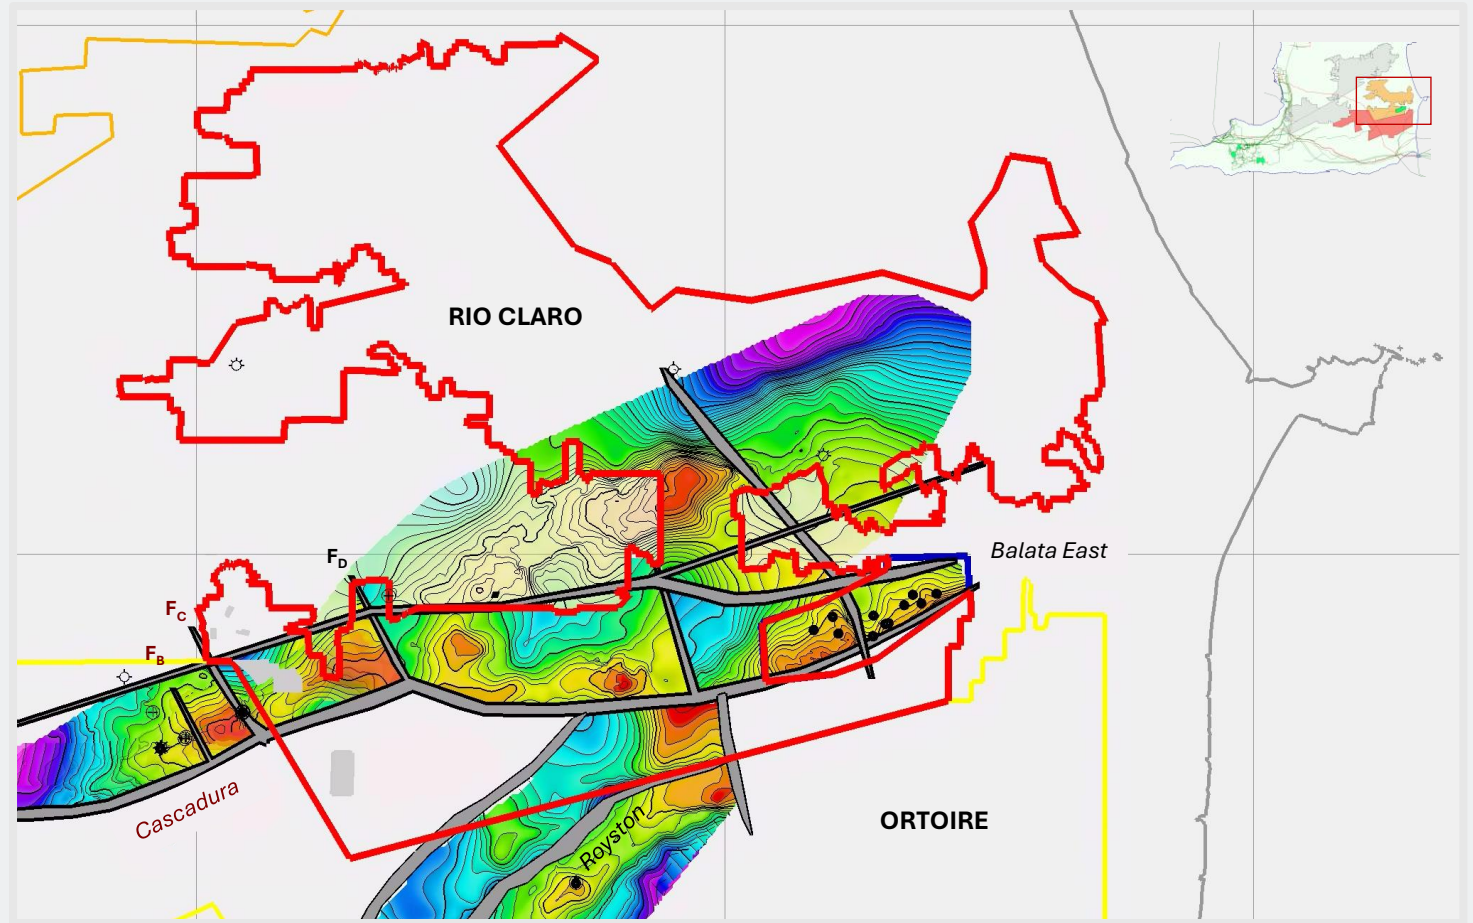 RIO CLARO
Balata East
FD
FC
FB
Cascadura
Royston
ORTOIRE